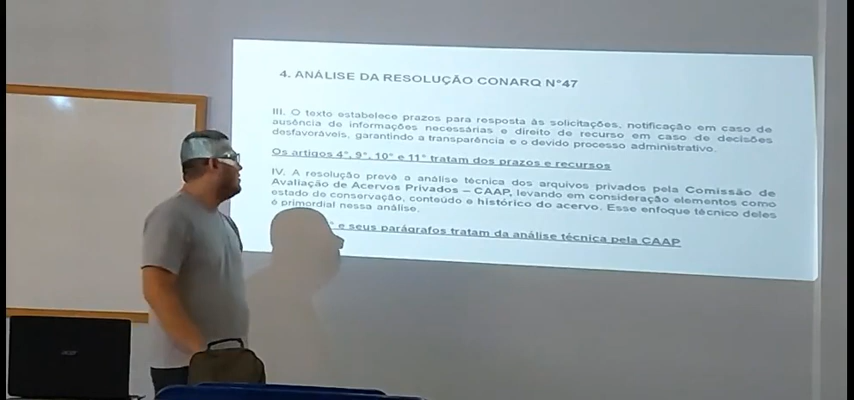 4. ANÁLISE DA RESOLUÇÃO CONARQ N°47
III. O texto estabelece prazos para resposta às solicitações, notificação em caso de
ausência de informações necessárias e direito de recurso em caso de decisões
desfavoráveis, garantindo a transparência e o devido processo administrativo.
Os artigos 4°, 9°, 10° e 11° tratam dos prazos e recursos
IV. A resolução prevê a análise técnica dos arquivos privados pela Comissão de
Avaliação de Acervos Privados – CAAP, levando em consideração elementos como
estado de conservação, conteúdo e histórico do acervo. Esse enfoque técnico deles
é primordial nessa análise.
e seus parágrafos tratam da análise técnica pela CAAP
acer